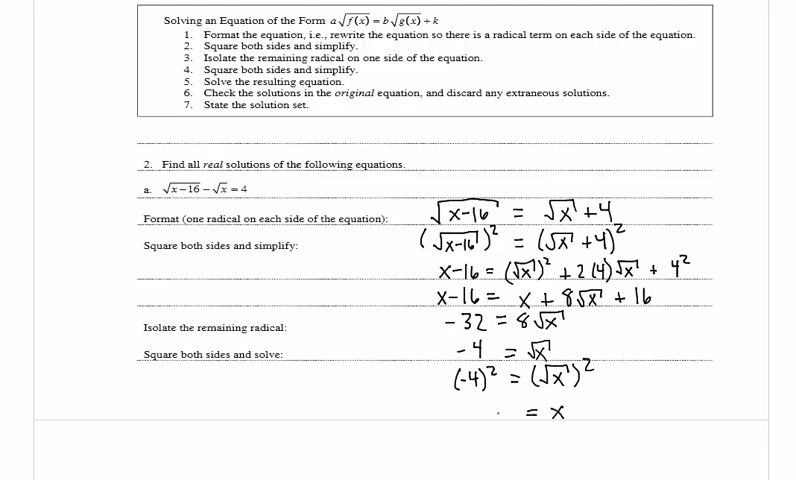 Solving an Equation of the Form a√f(x) = b√g(x) + k
1. Format the equation, i.e., rewrite the equation so there is a radical term on each side of the equation.
2. Square both sides and simplify.
3. Isolate the remaining radical on one side of the equation.
4. Square both sides and simplify.
5. Solve the resulting equation.
6. Check the solutions in the original equation, and discard any extraneous solutions.
7. State the solution set.
2. Find all real solutions of the following equations.
a. √x−16 − √x = 4
Format (one radical on each side of the equation): √x-16 = √x + 4
Square both sides and simplify: (√x-16)² = (√x + 4)²
x-16 = (√x)² + 2(4)√x + 4²
x-16 = x + 8√x + 16
Isolate the remaining radical: -32 = 8√x
Square both sides and solve: -4 = √x
(-4)² = (√x)²
= x